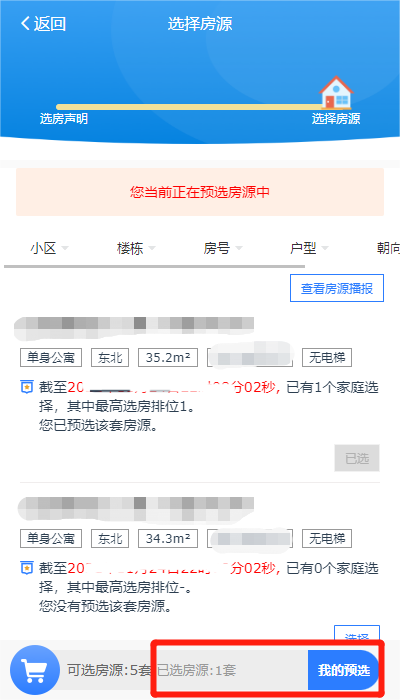 返回
选择房源
选房声明
选择房源
您当前正在预选房源中
小区
楼栋
房号
户型
朝向
查看房源播报
单身公寓
东北
35.2m²
无电梯
截至20 分02秒, 已有1个家庭选
择，其中最高选房排位1。
您已预选该套房源。
已选
单身公寓
东北
34.3m²
无电梯
截至20 分02秒, 已有0个家庭选
择，其中最高选房排位-。
您没有预选该套房源。
选择
可选房源:5套
已选房源:1套
我的预选